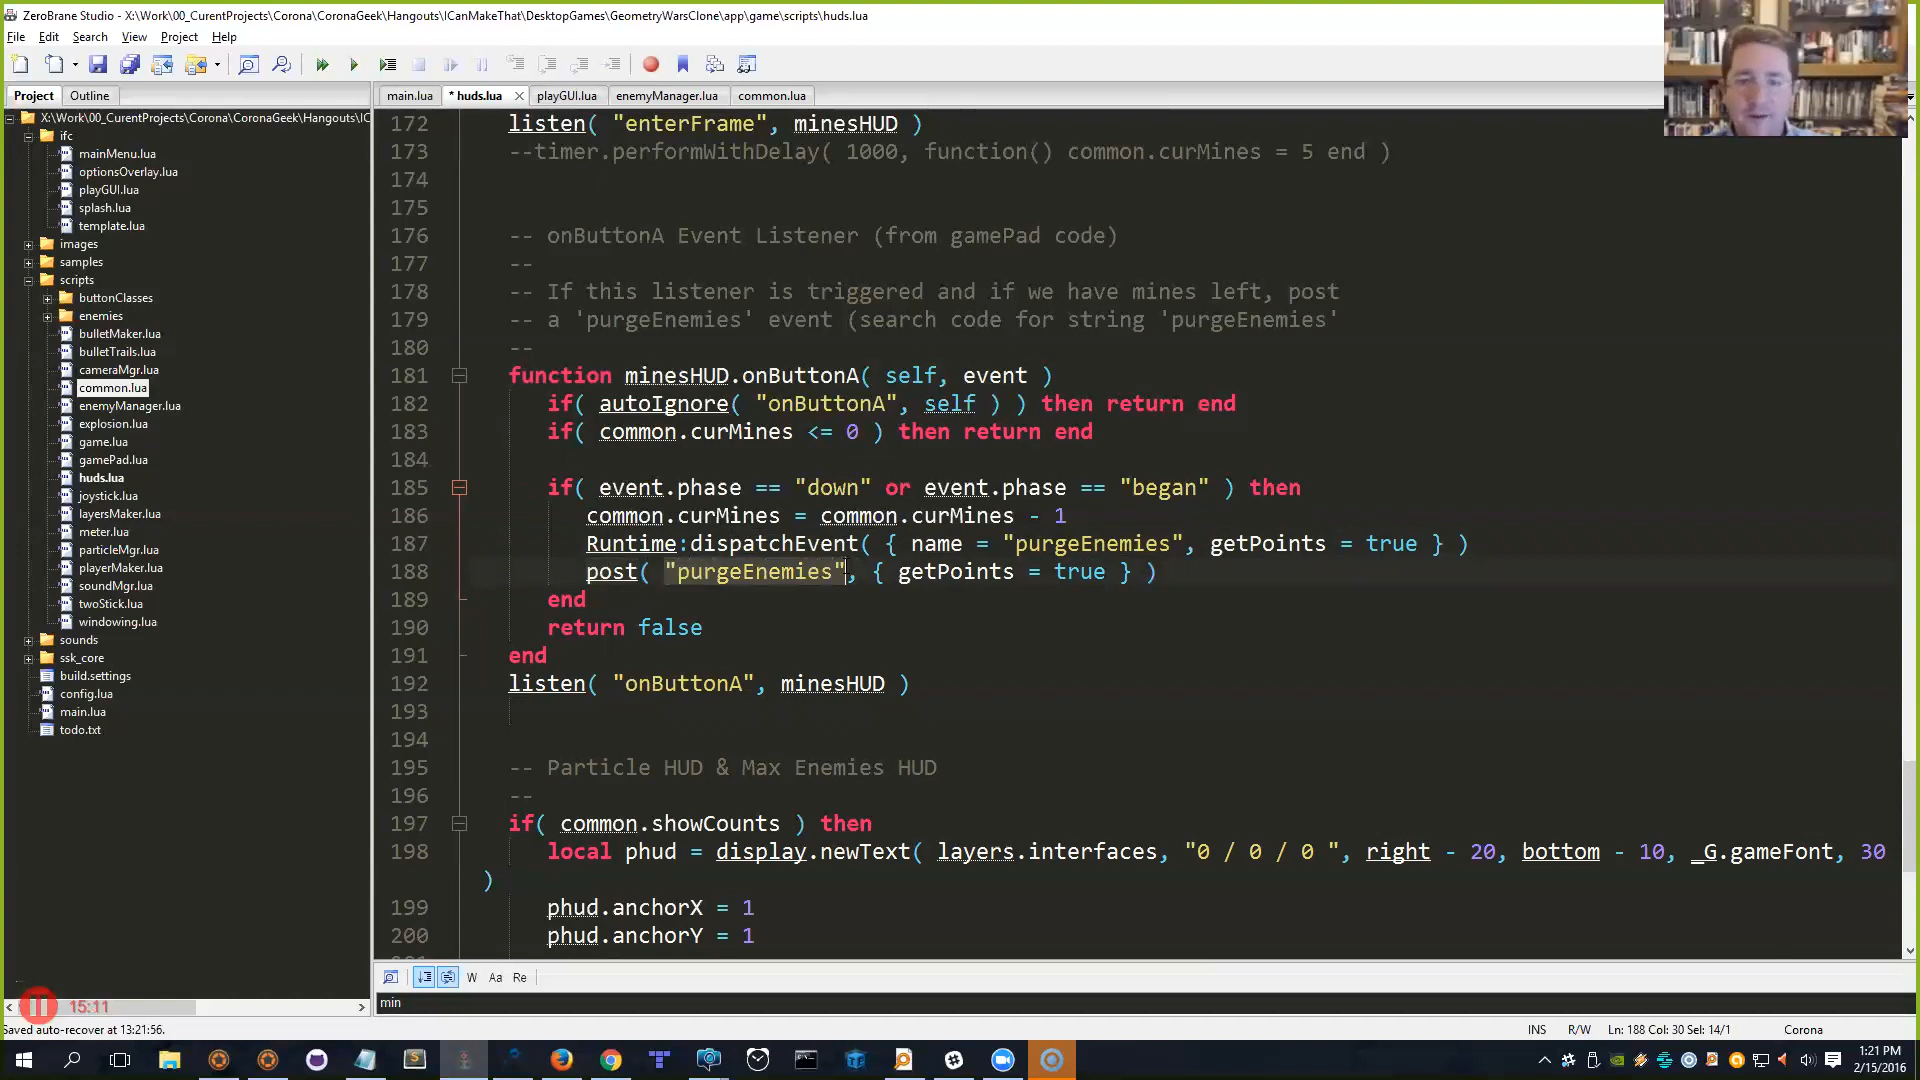 ZeroBrane Studio - X:\Work\00_CurentProjects\Corona\CoronaGeek\Hangouts\ICanMakeThat\DesktopGames\GeometryWarsClone\app\game\scripts\huds.lua
File Edit Search View Project Help
Project Outline
main.lua * huds.lua playGUI.lua enemyManager.lua common.lua
X:\Work\00_CurentProjects\Corona\CoronaGeek\Hangouts\IC
ifc
mainMenu.lua
optionsOverlay.lua
playGUI.lua
splash.lua
template.lua
images
samples
scripts
buttonClasses
enemies
bulletMaker.lua
bulletTrails.lua
cameraMgr.lua
common.lua
enemyManager.lua
explosion.lua
game.lua
gamePad.lua
huds.lua
joystick.lua
layersMaker.lua
meter.lua
particleMgr.lua
playerMaker.lua
soundMgr.lua
twoStick.lua
windowing.lua
sounds
ssk_core
build.settings
config.lua
main.lua
todo.txt
172 listen( "enterFrame", minesHUD )
173 --timer.performWithDelay( 1000, function() common.curMines = 5 end )
174
175
176 -- onButtonA Event Listener (from gamePad code)
177 --
178 -- If this listener is triggered and if we have mines left, post
179 -- a 'purgeEnemies' event (search code for string 'purgeEnemies'
180 --
181 function minesHUD.onButtonA( self, event )
182 if( autoIgnore( "onButtonA", self ) ) then return end
183 if( common.curMines <= 0 ) then return end
184
185 if( event.phase == "down" or event.phase == "began" ) then
186 common.curMines = common.curMines - 1
187 Runtime:dispatchEvent( { name = "purgeEnemies", getPoints = true } )
188 post( "purgeEnemies", { getPoints = true } )
189 end
190 return false
191 end
192 listen( "onButtonA", minesHUD )
193
194
195 -- Particle HUD & Max Enemies HUD
196 --
197 if( common.showCounts ) then
198 local phud = display.newText( layers.interfaces, "0 / 0 / 0 ", right - 20, bottom - 10, _G.gameFont, 30
)
199 phud.anchorX = 1
200 phud.anchorY = 1
W Aa Re
min
15:11
Saved auto-recover at 13:21:56.
INS R/W Ln: 188 Col: 30 Sel: 14/1 Corona
1:21 PM
2/15/2016